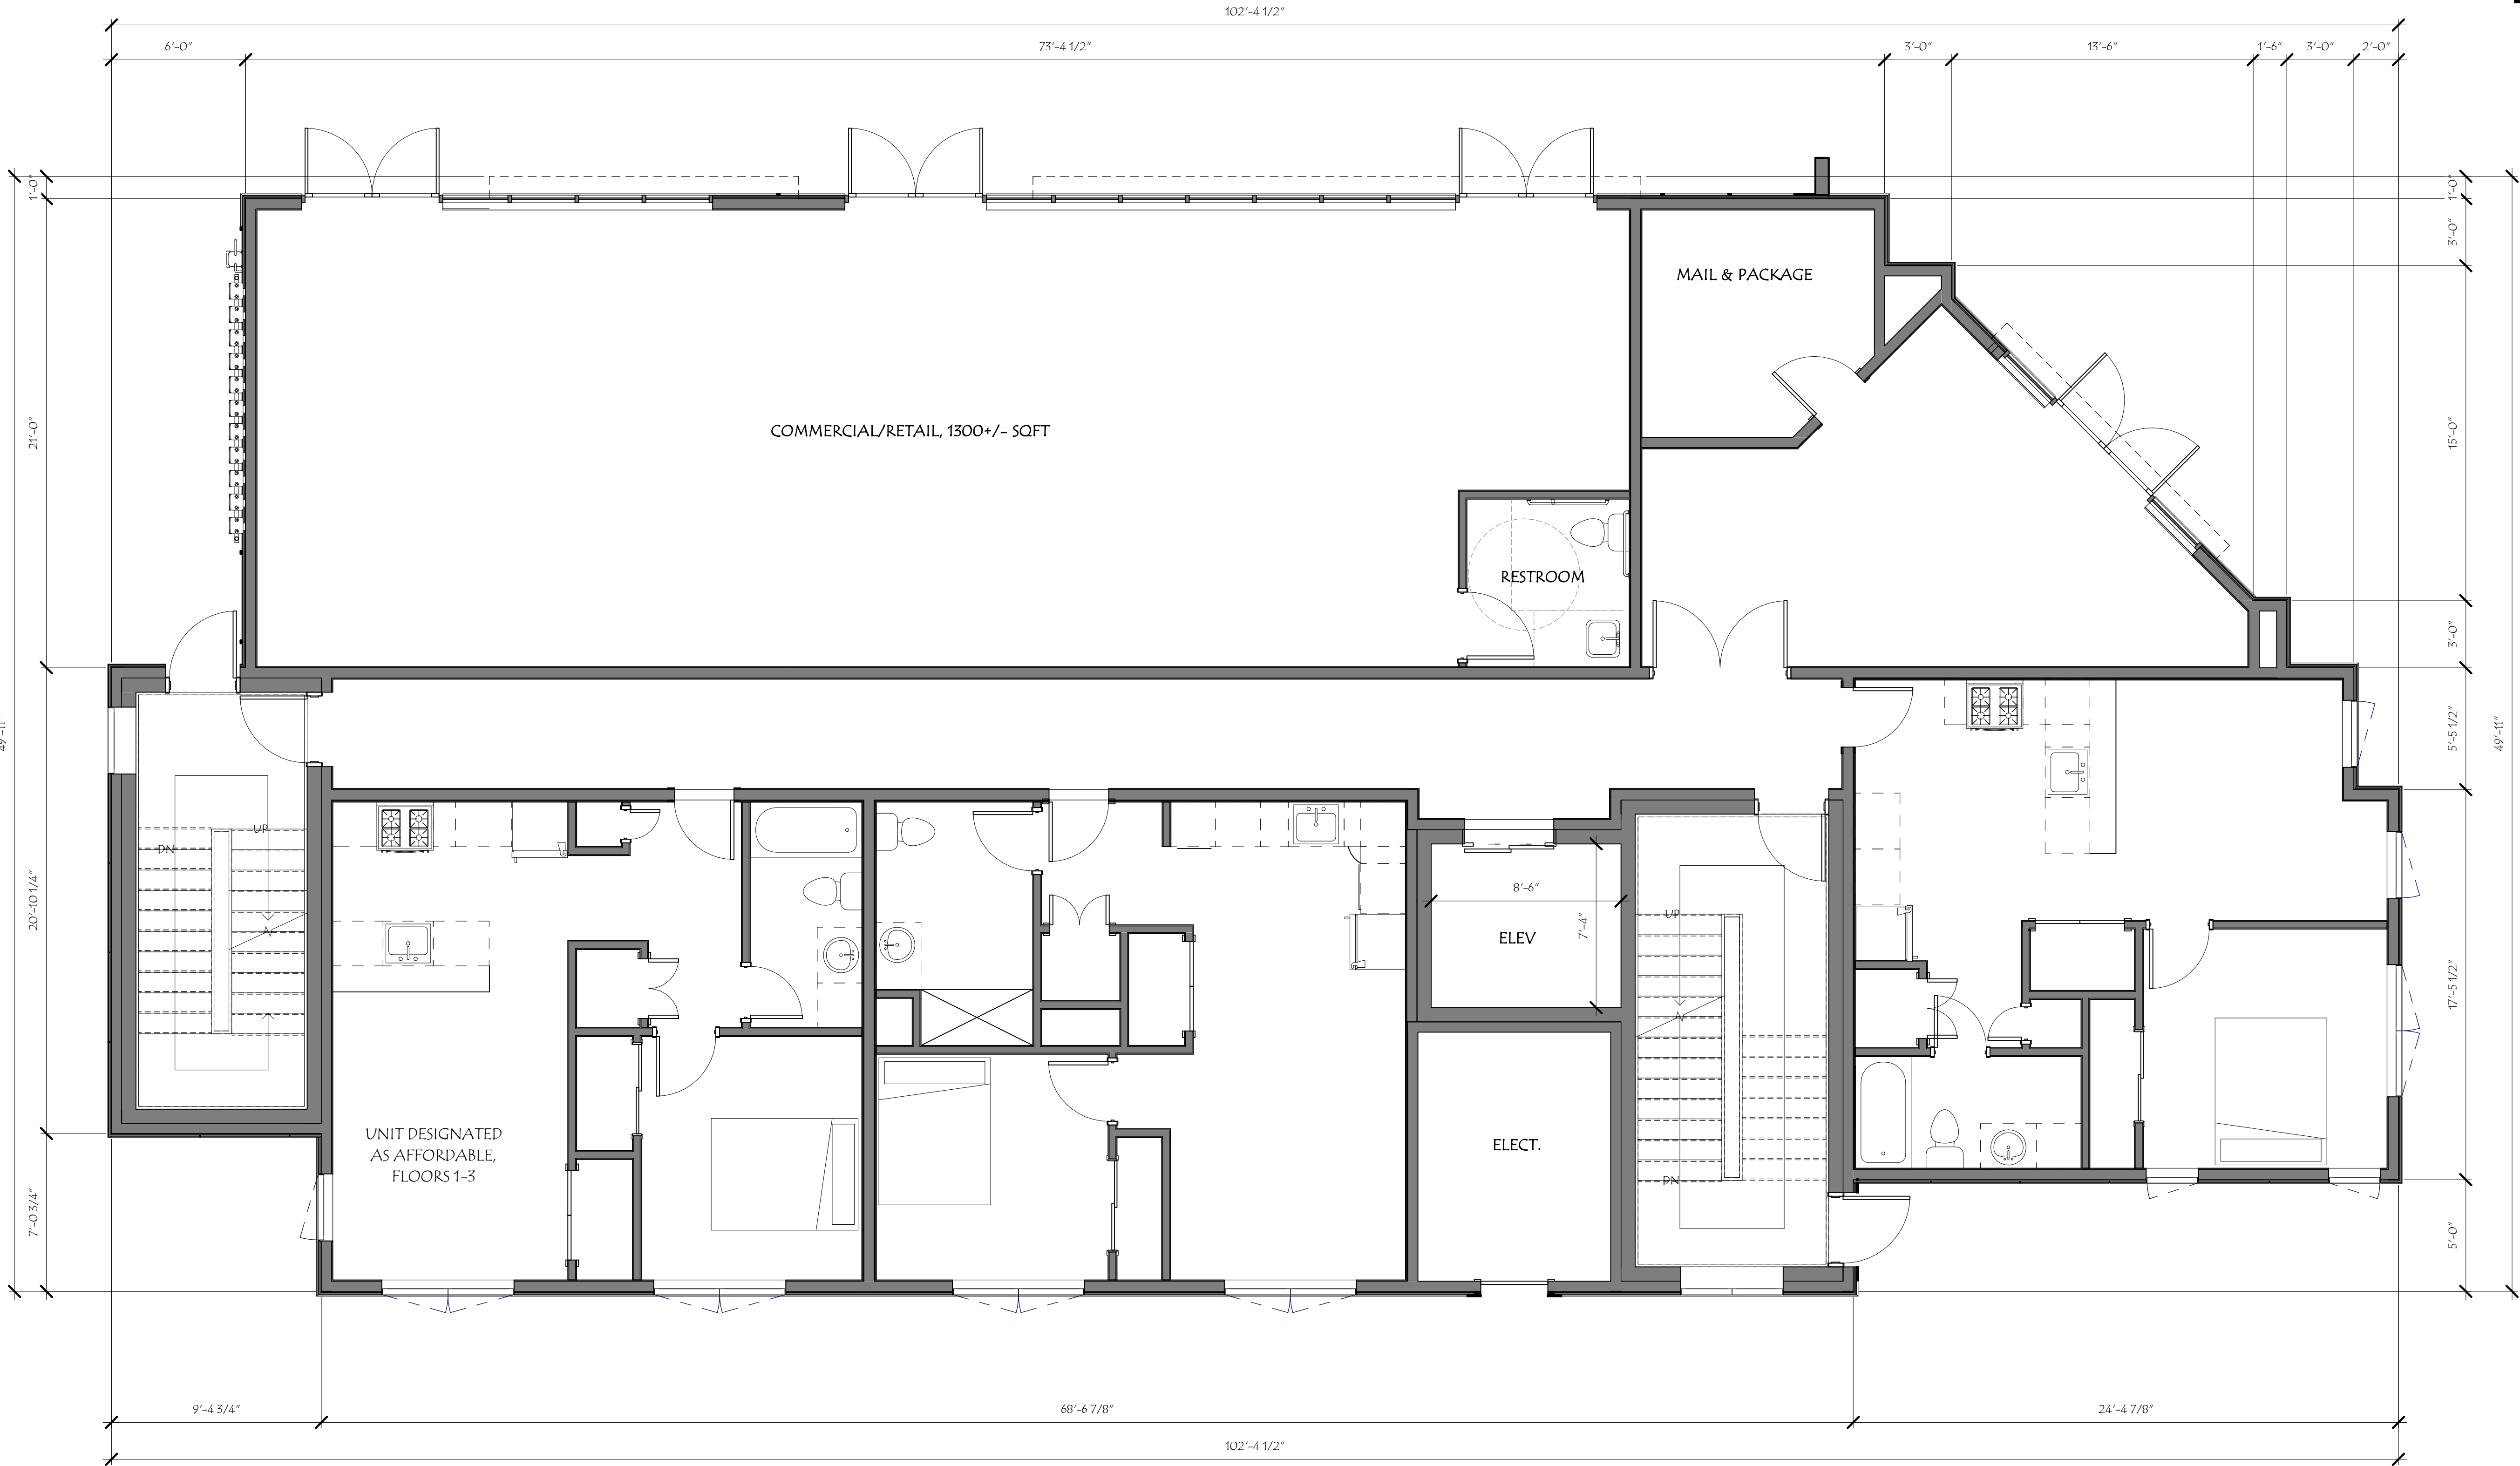 102'-4 1/2"
6'-0"
73'-4 1/2"
3'-0"
13'-6"
1'-6"
3'-0"
2'-0"
1'-0"
1'-0"
3'-0"
MAIL & PACKAGE
21'-0"
COMMERCIAL/RETAIL, 1300+/- SQFT
15'-0"
RESTROOM
3'-0"
49'-11"
5'-5 1/2"
49'-11"
UP
DN
20'-10 1/4"
8'-6"
7'-4"
ELEV
UP
17'-5 1/2"
UNIT DESIGNATED
AS AFFORDABLE,
FLOORS 1-3
ELECT.
DN
7'-0 3/4"
5'-0"
9'-4 3/4"
68'-6 7/8"
24'-4 7/8"
102'-4 1/2"